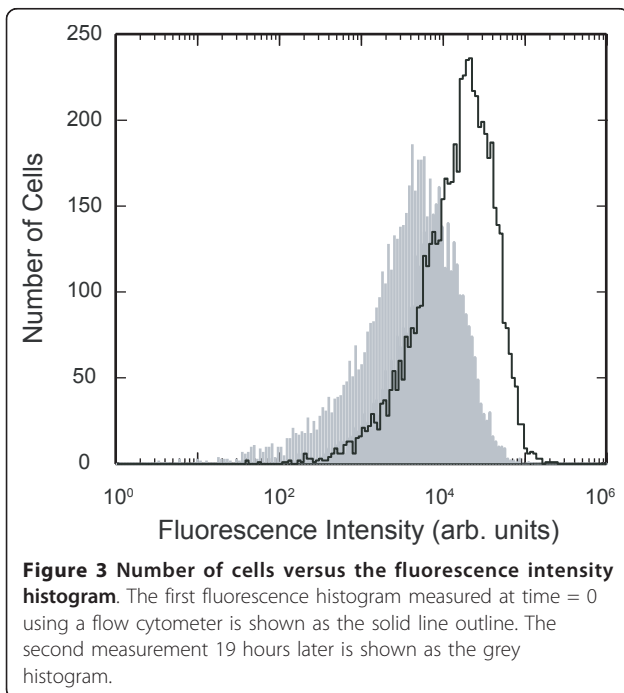 250
200
150
100
50
0
Number of Cells
10⁰ 10² 10⁴ 10⁶
Fluorescence Intensity (arb. units)
Figure 3 Number of cells versus the fluorescence intensity
histogram. The first fluorescence histogram measured at time = 0
using a flow cytometer is shown as the solid line outline. The
second measurement 19 hours later is shown as the grey
histogram.